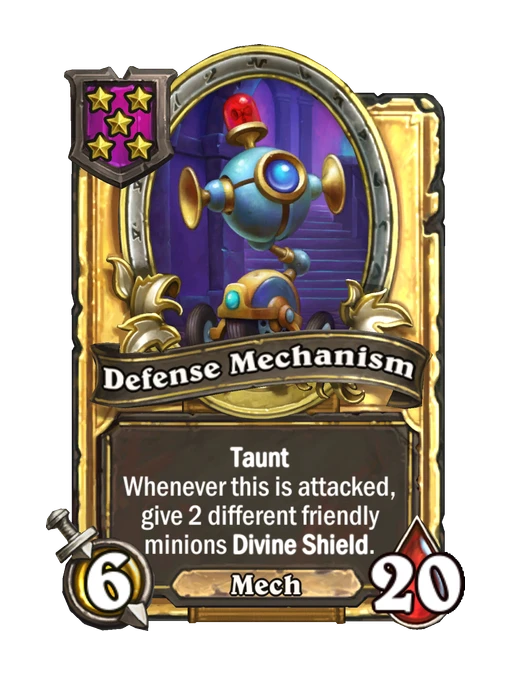 Defense Mechanism
Taunt
Whenever this is attacked,
give 2 different friendly
minions Divine Shield.
6
Mech
20